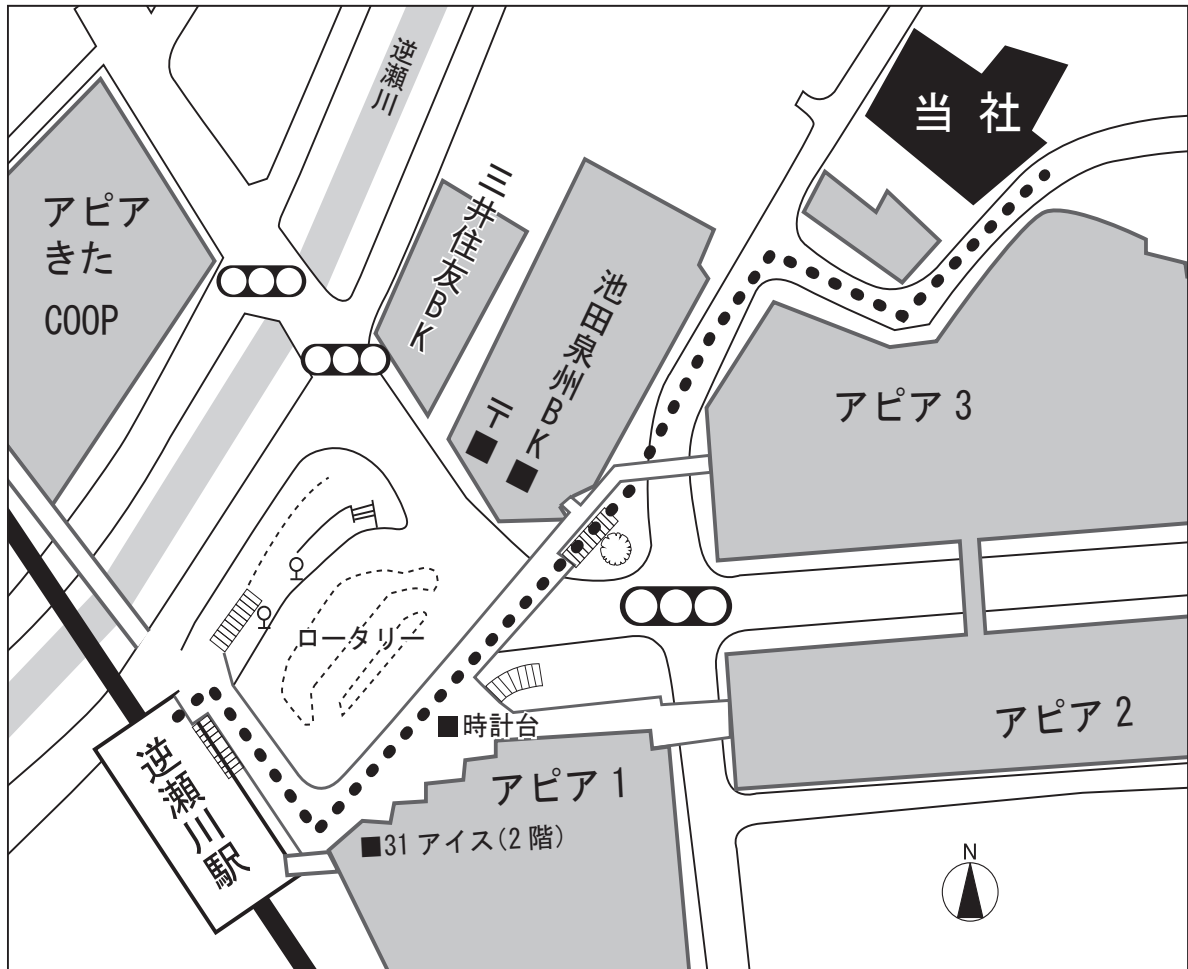 逆瀬川
当社
アピア
きた
COOP
三井住友BK
池田泉州BK
〒
アピア3
ロータリー
時計台
アピア2
アピア1
31アイス(2階)
逆瀬川駅
N